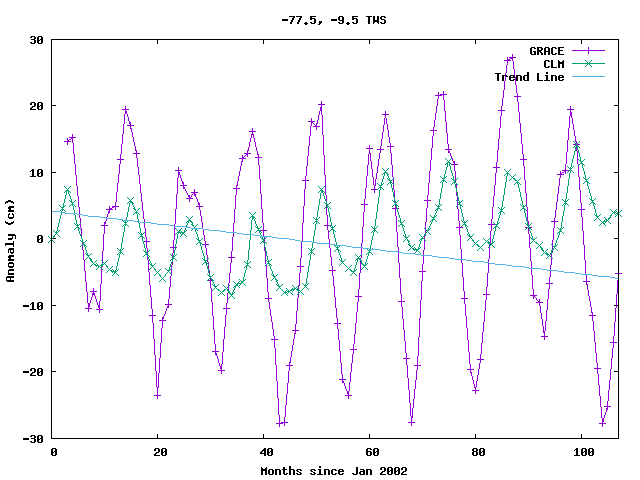 -77.5, -9.5 TWS
GRACE
CLM
Trend Line
30
20
10
0
-10
-20
-30
Anomaly (cm)
0 20 40 60 80 100
Months since Jan 2002